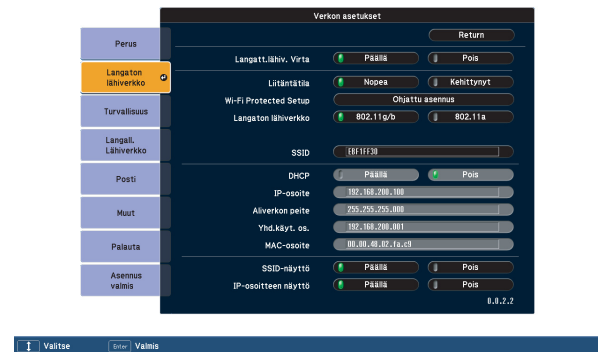 Verkon asetukset
Return
Perus
Langaton lähiverkko
Turvallisuus
Langall. Lähiverkko
Posti
Muut
Palauta
Asennus valmis
Langatt.lähiv. Virta Päällä Pois
Liitäntätila Nopea Kehittynyt
Wi-Fi Protected Setup Ohjattu asennus
Langaton lähiverkko 802.11g/b 802.11a
SSID EBF1FF30
DHCP Päällä Pois
IP-osoite 192.168.200.100
Aliverkon peite 255.255.255.000
Yhd.käyt. os. 192.168.200.001
MAC-osoite 00.00.48.02.fa.c9
SSID-näyttö Päällä Pois
IP-osoitteen näyttö Päällä Pois
0.0.2.2
Valitse Enter Valmis